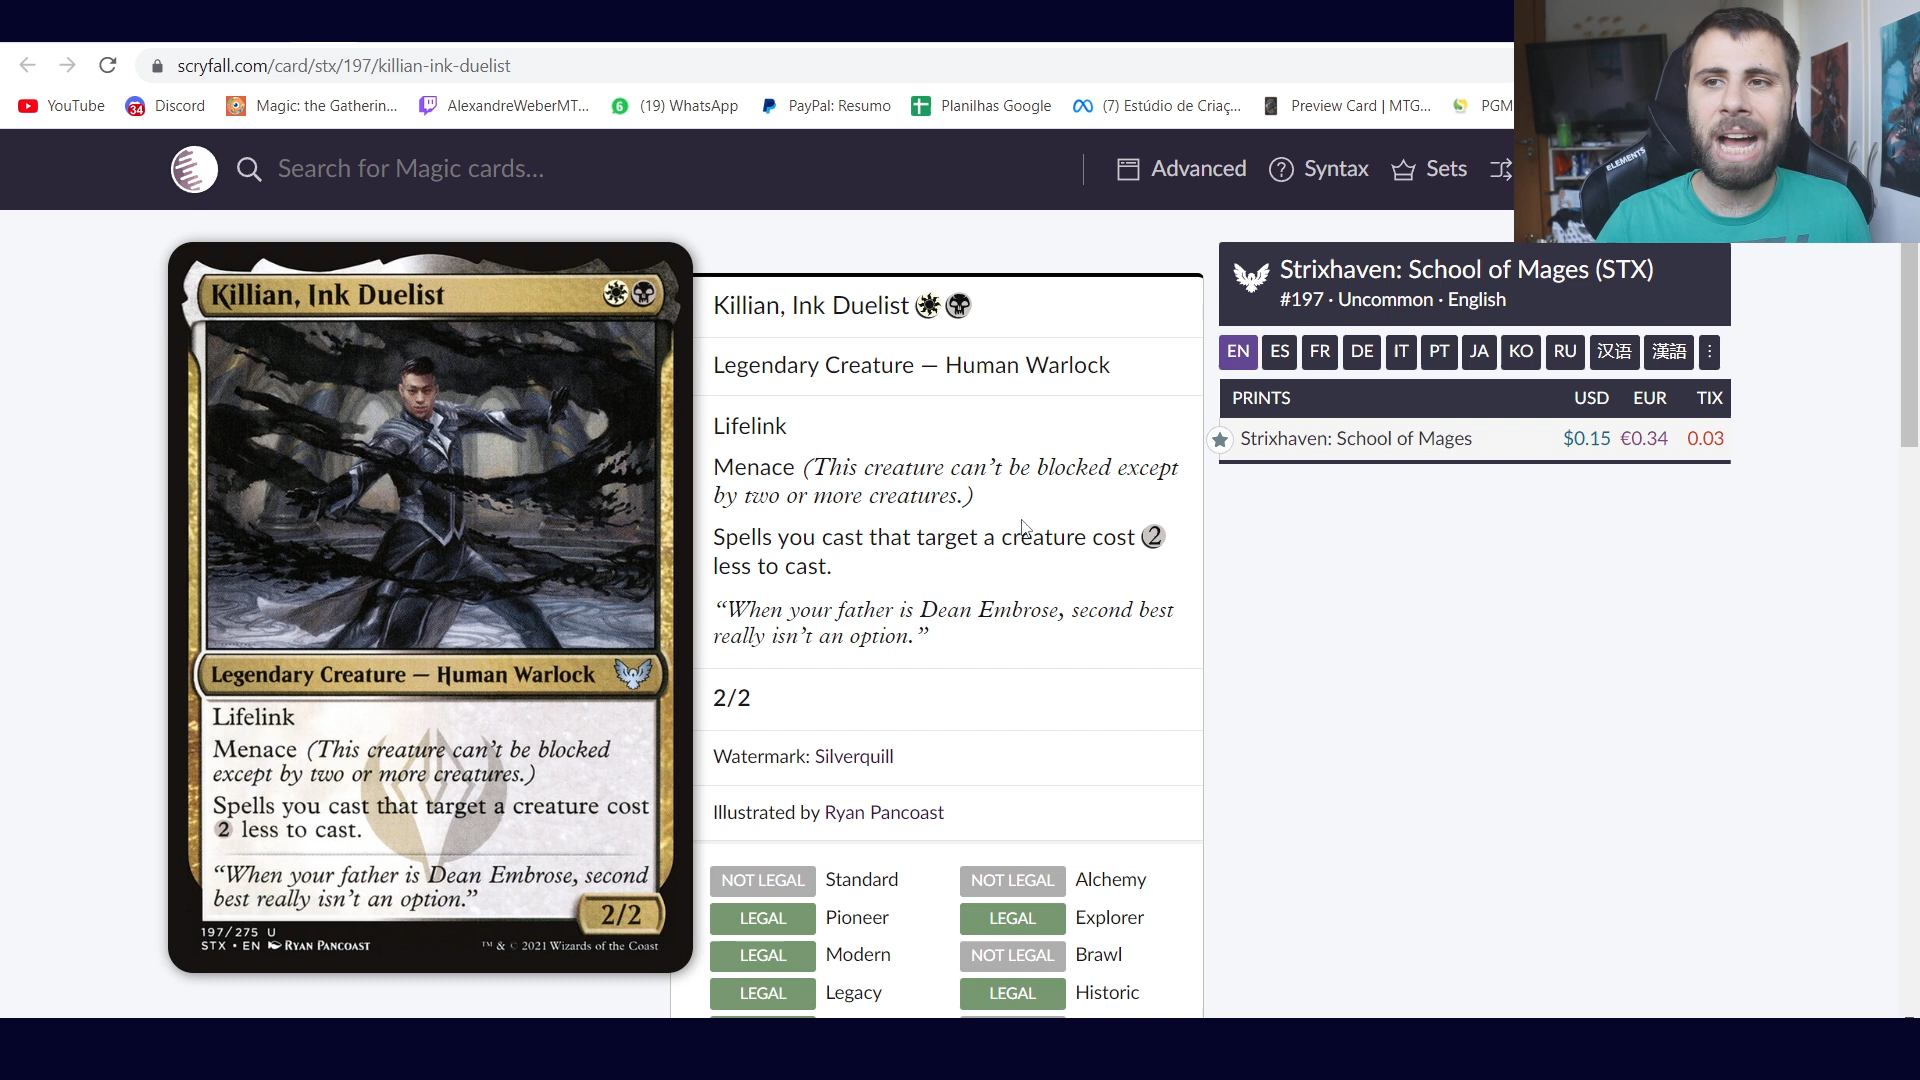 scryfall.com/card/stx/197/killian-ink-duelist
YouTube
34
Discord
Magic: the Gatherin...
AlexandreWeberMT...
6
(19) WhatsApp
PayPal: Resumo
Planilhas Google
(7) Estúdio de Criaç...
Preview Card | MTG...
PGM
Search for Magic cards...
Advanced
? Syntax
Sets
ELEMENTS
Killian, Ink Duelist
Legendary Creature — Human Warlock
Lifelink
Menace (This creature can't be blocked
except by two or more creatures.)
Spells you cast that target a creature cost
2 less to cast.
“When your father is Dean Embrose, second
best really isn't an option.”
2/2
197/275 U
STX • EN RYAN PANCOAST
™ & © 2021 Wizards of the Coast
Killian, Ink Duelist
Legendary Creature — Human Warlock
Lifelink
Menace (This creature can’t be blocked except
by two or more creatures.)
Spells you cast that target a creature cost 2
less to cast.
“When your father is Dean Embrose, second best
really isn’t an option.”
2/2
Watermark: Silverquill
Illustrated by Ryan Pancoast
NOT LEGAL Standard NOT LEGAL Alchemy
LEGAL Pioneer LEGAL Explorer
LEGAL Modern NOT LEGAL Brawl
LEGAL Legacy LEGAL Historic
Strixhaven: School of Mages (STX)
#197 · Uncommon · English
EN ES FR DE IT PT JA KO RU 汉语 漢語 ⋮
PRINTS USD EUR TIX
Strixhaven: School of Mages $0.15 €0.34 0.03